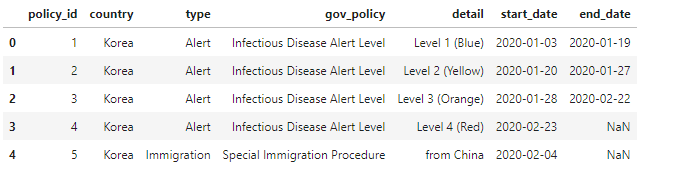 policy_id country type gov_policy detail start_date end_date
0 1 Korea Alert Infectious Disease Alert Level Level 1 (Blue) 2020-01-03 2020-01-19
1 2 Korea Alert Infectious Disease Alert Level Level 2 (Yellow) 2020-01-20 2020-01-27
2 3 Korea Alert Infectious Disease Alert Level Level 3 (Orange) 2020-01-28 2020-02-22
3 4 Korea Alert Infectious Disease Alert Level Level 4 (Red) 2020-02-23 NaN
4 5 Korea Immigration Special Immigration Procedure from China 2020-02-04 NaN